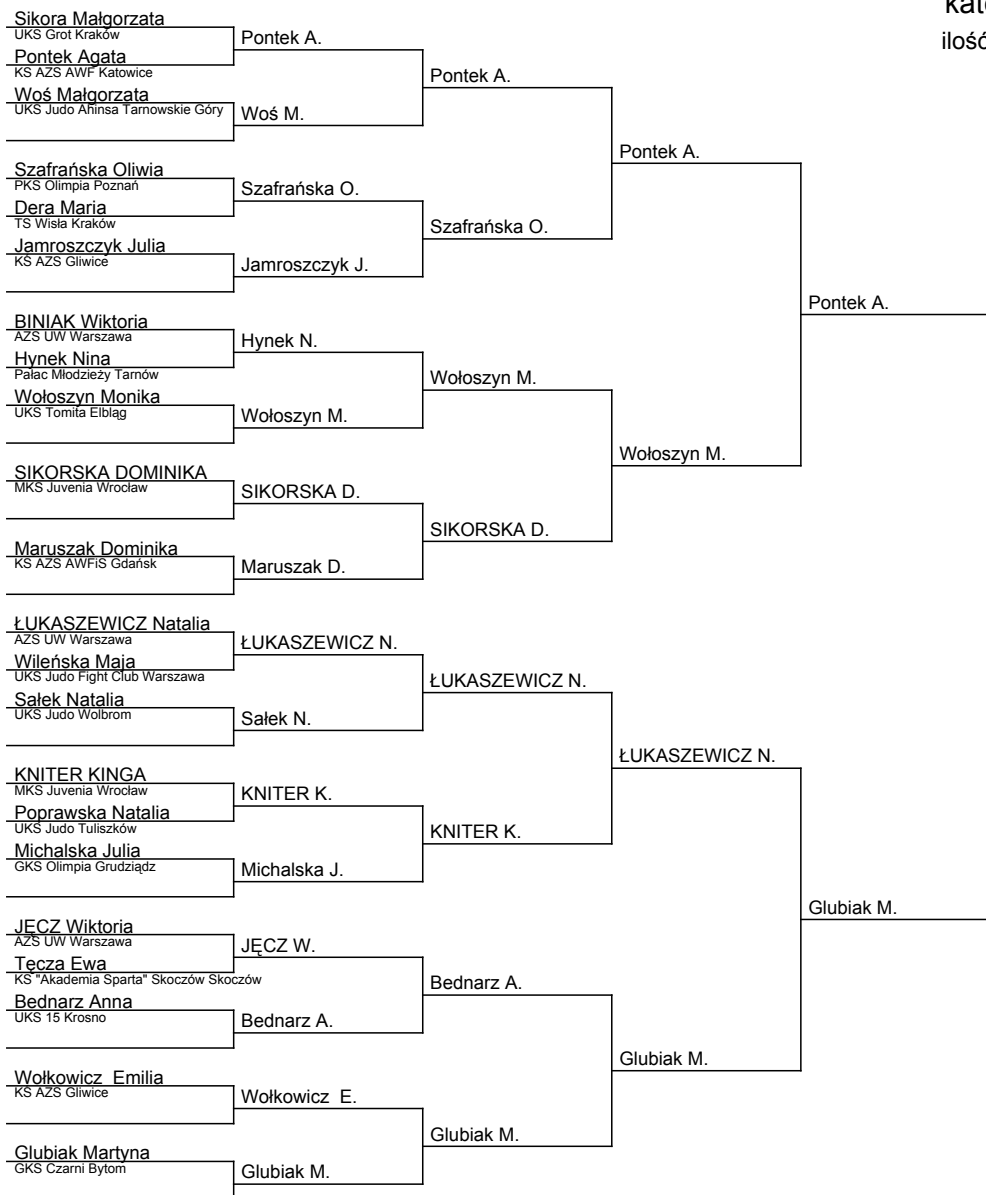 kate
ilość
Sikora Małgorzata
UKS Grot Kraków
Pontek Agata
KS AZS AWF Katowice
Woś Małgorzata
UKS Judo Ahinsa Tarnowskie Góry
Szafrańska Oliwia
PKS Olimpia Poznań
Dera Maria
TS Wisła Kraków
Jamroszczyk Julia
KS AZS Gliwice
BINIAK Wiktoria
AZS UW Warszawa
Hynek Nina
Pałac Młodzieży Tarnów
Wołoszyn Monika
UKS Tomita Elbląg
SIKORSKA DOMINIKA
MKS Juvenia Wrocław
Maruszak Dominika
KS AZS AWFiS Gdańsk
ŁUKASZEWICZ Natalia
AZS UW Warszawa
Wileńska Maja
UKS Judo Fight Club Warszawa
Sałek Natalia
UKS Judo Wolbrom
KNITER KINGA
MKS Juvenia Wrocław
Poprawska Natalia
UKS Judo Tuliszków
Michalska Julia
GKS Olimpia Grudziądz
JĘCZ Wiktoria
AZS UW Warszawa
Tęcza Ewa
KS "Akademia Sparta" Skoczów Skoczów
Bednarz Anna
UKS 15 Krosno
Wołkowicz Emilia
KS AZS Gliwice
Glubiak Martyna
GKS Czarni Bytom
Pontek A.
Woś M.
Szafrańska O.
Jamroszczyk J.
Hynek N.
Wołoszyn M.
SIKORSKA D.
Maruszak D.
ŁUKASZEWICZ N.
Sałek N.
KNITER K.
Michalska J.
JĘCZ W.
Bednarz A.
Wołkowicz E.
Glubiak M.
Pontek A.
Szafrańska O.
Wołoszyn M.
SIKORSKA D.
ŁUKASZEWICZ N.
KNITER K.
Bednarz A.
Glubiak M.
Pontek A.
Wołoszyn M.
ŁUKASZEWICZ N.
Glubiak M.
Pontek A.
Glubiak M.